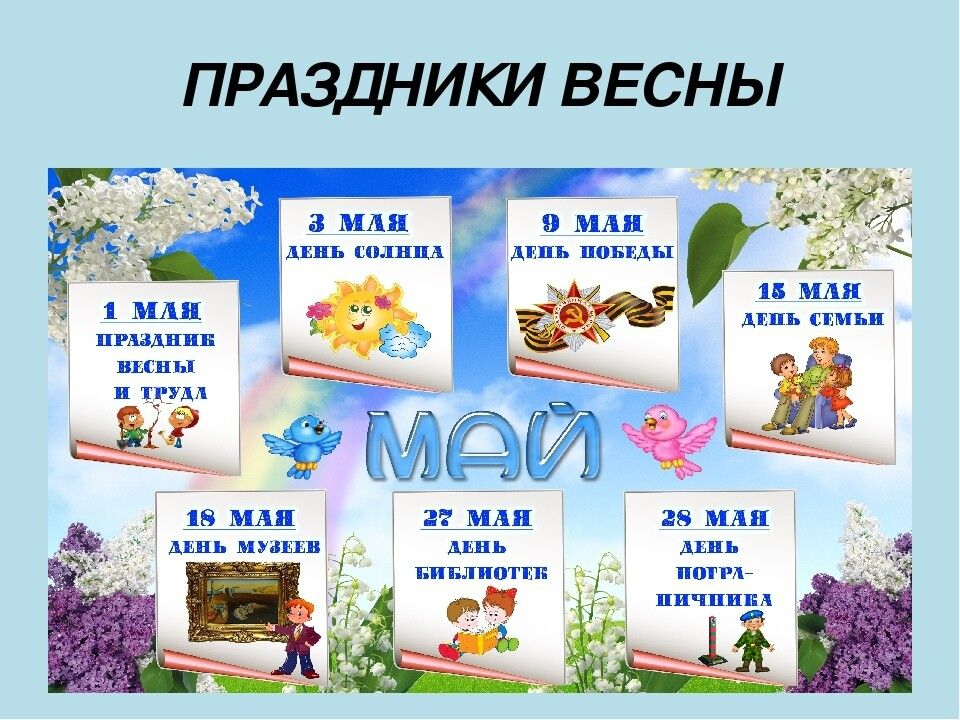 ПРАЗДНИКИ ВЕСНЫ
1 МАЯ
ПРАЗДНИК
ВЕСНЫ
И ТРУДА
3 МАЯ
ДЕНЬ СОЛНЦА
9 МАЯ
ДЕНЬ ПОБЕДЫ
15 МАЯ
ДЕНЬ СЕМЬИ
МАЙ
18 МАЯ
ДЕНЬ МУЗЕЕВ
27 МАЯ
ДЕНЬ
БИБЛИОТЕК
28 МАЯ
ДЕНЬ
ПОГРА-
НИЧНИКА